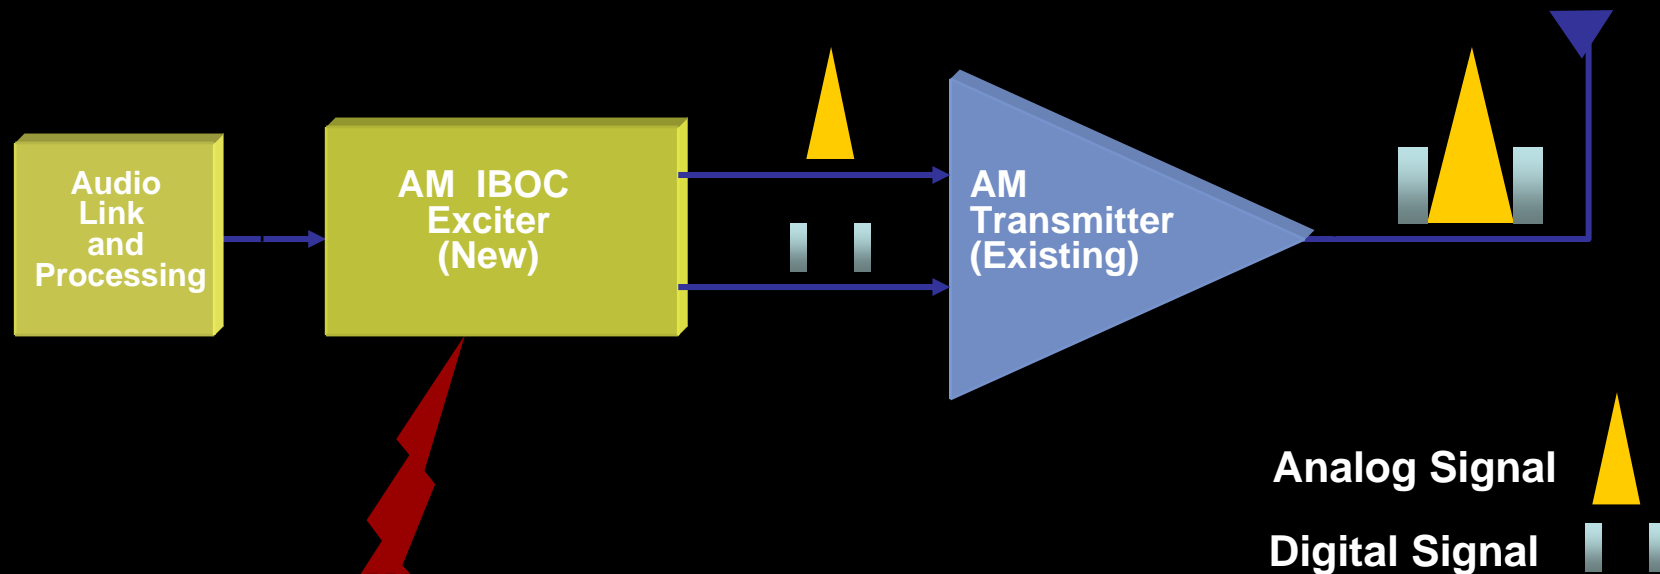 Audio
Link
and
Processing
AM IBOC
Exciter
(New)
AM
Transmitter
(Existing)
Analog Signal
Digital Signal